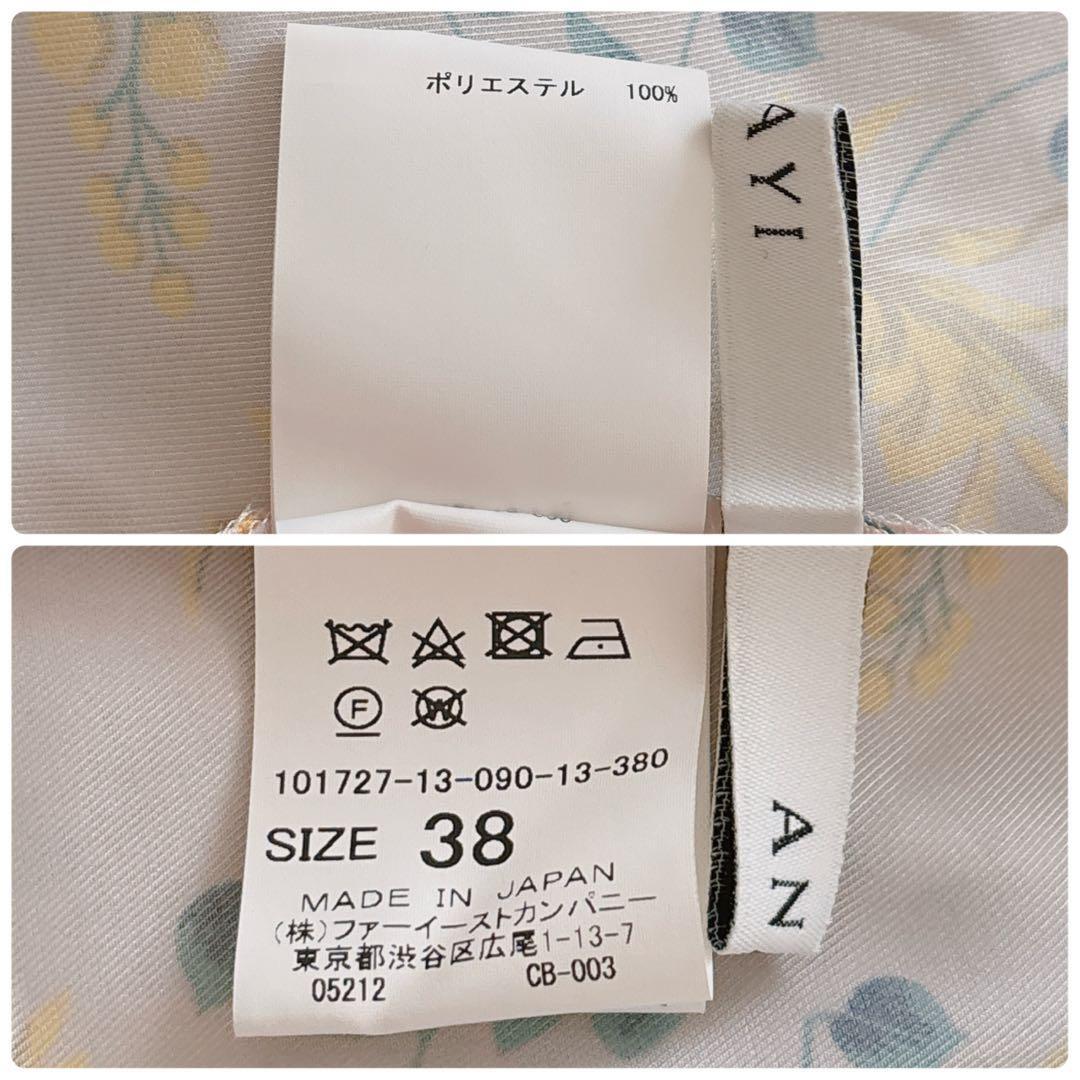 ポリエステル 100%
AYI
101727-13-090-13-380
SIZE 38
MADE IN JAPAN
(株)ファーイーストカンパニー
東京都渋谷区広尾1-13-7
05212 CB-003
AN